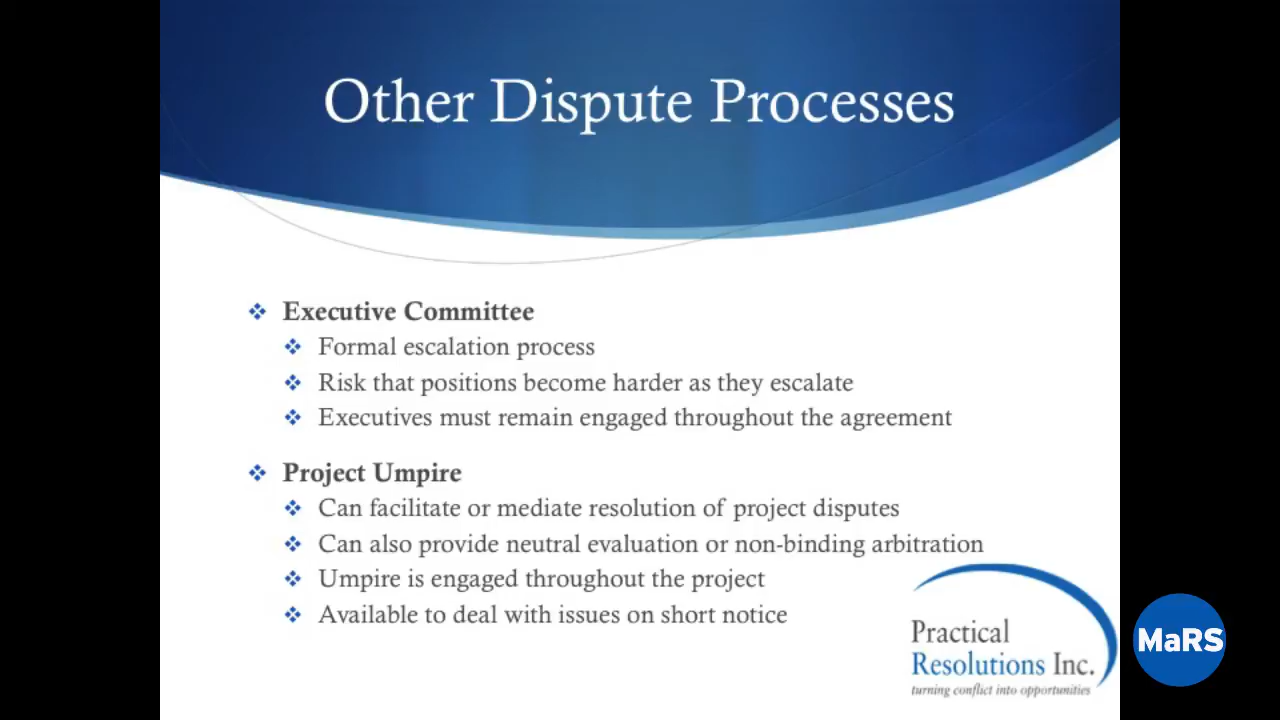 Other Dispute Processes
Executive Committee
Formal escalation process
Risk that positions become harder as they escalate
Executives must remain engaged throughout the agreement
Project Umpire
Can facilitate or mediate resolution of project disputes
Can also provide neutral evaluation or non-binding arbitration
Umpire is engaged throughout the project
Available to deal with issues on short notice
Practical
Resolutions Inc.
turning conflict into opportunities
MaRS